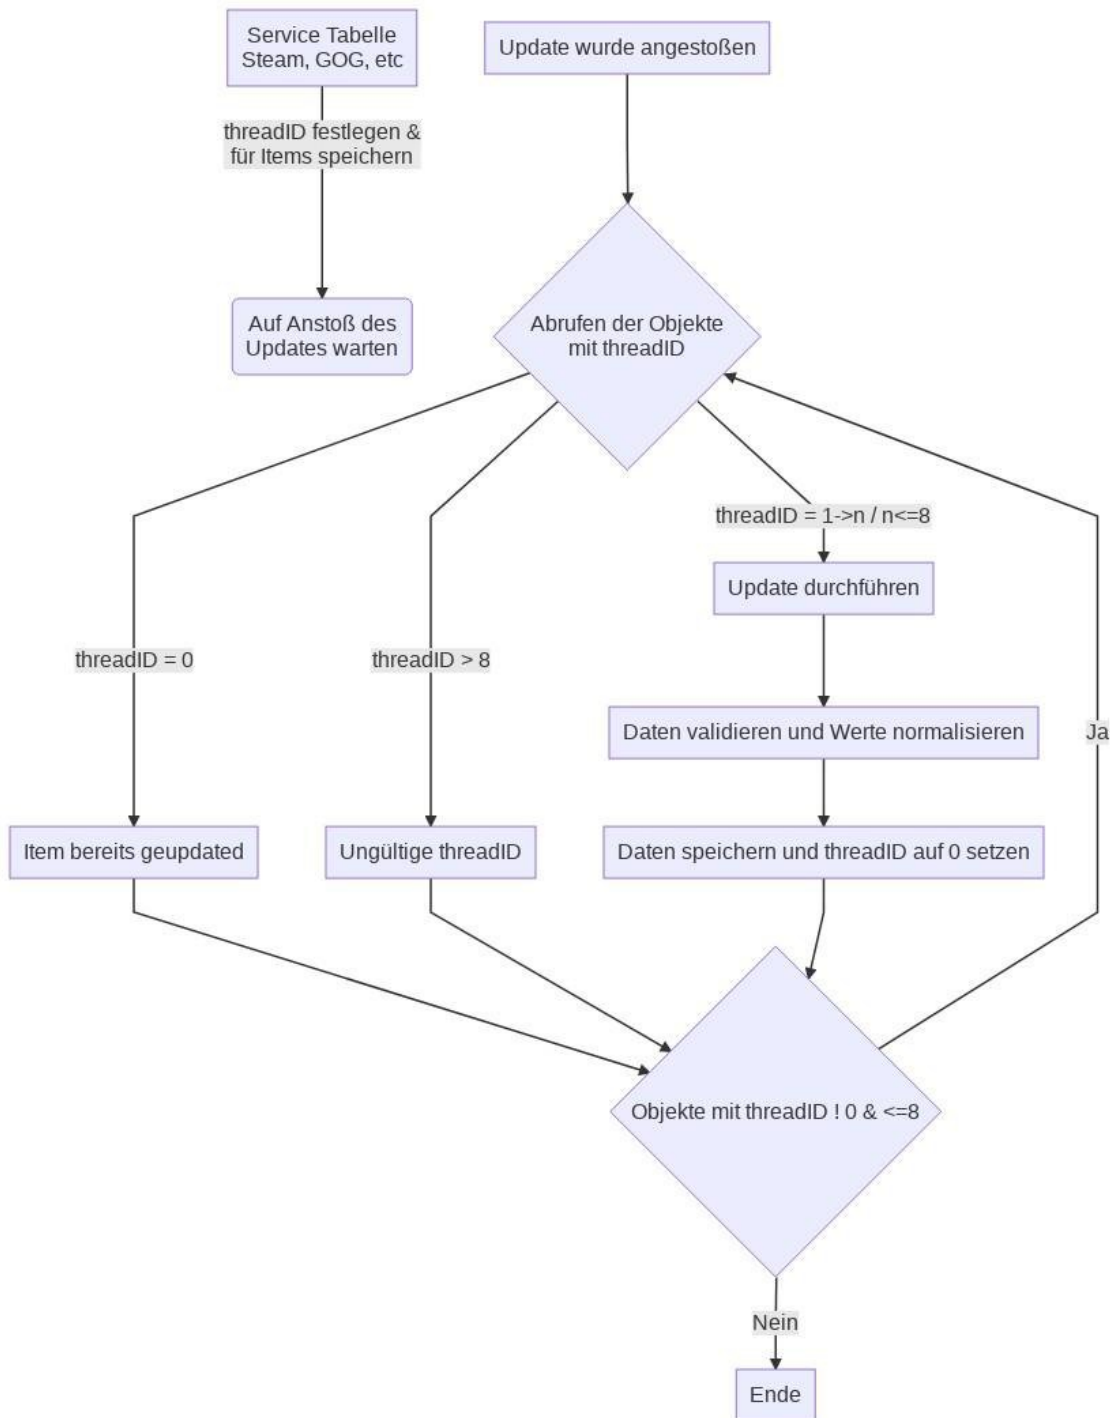 Service Tabelle
Steam, GOG, etc
Update wurde angestoßen
threadID festlegen &
für Items speichern
Auf Anstoß des
Updates warten
Abrufen der Objekte
mit threadID
threadID = 1->n / n<=8
Update durchführen
threadID = 0
threadID > 8
Daten validieren und Werte normalisieren
Ja
Item bereits geupdated
Ungültige threadID
Daten speichern und threadID auf 0 setzen
Objekte mit threadID ! 0 & <=8
Nein
Ende